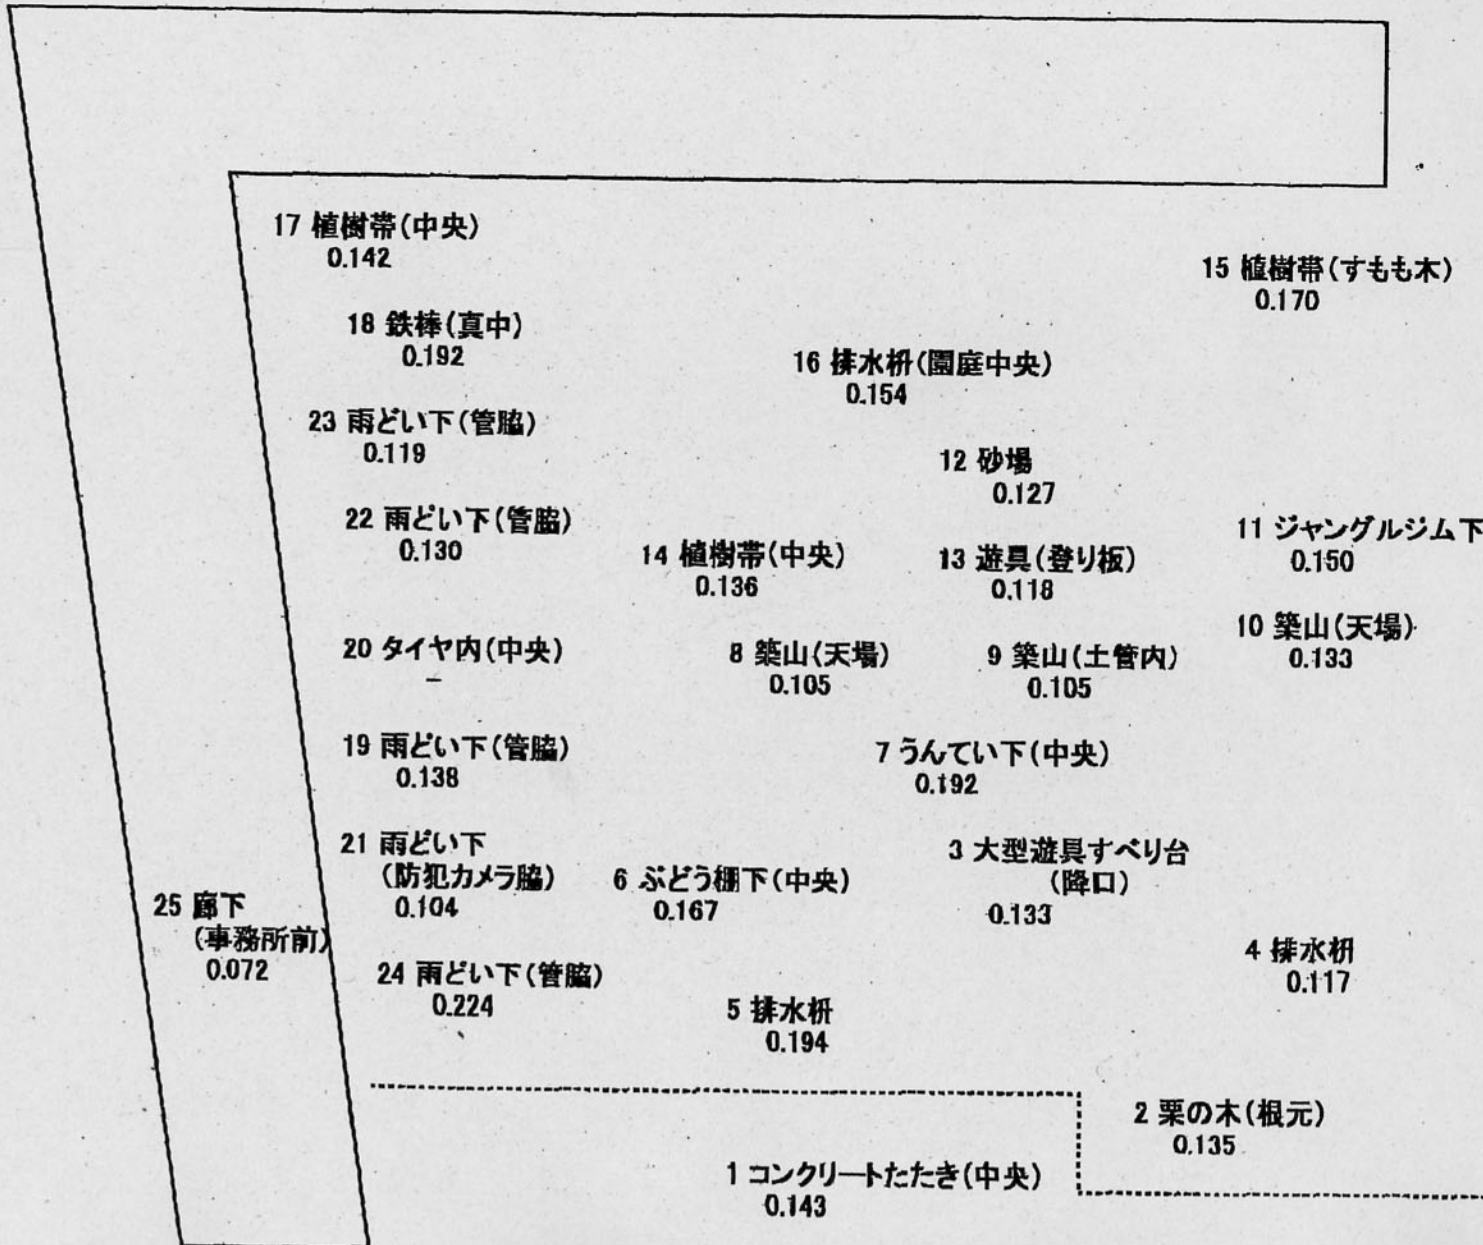 17 植樹帯(中央)
0.142
15 植樹帯(すもも木)
0.170
18 鉄棒(真中)
0.192
16 排水枡(園庭中央)
0.154
23 雨どい下(管脇)
0.119
12 砂場
0.127
22 雨どい下(管脇)
0.130
14 植樹帯(中央)
0.136
13 遊具(登り板)
0.118
11 ジャングルジム下
0.150
10 築山(天場)
0.133
20 タイヤ内(中央)
−
8 築山(天場)
0.105
9 築山(土管内)
0.105
19 雨どい下(管脇)
0.138
7 うんてい下(中央)
0.192
21 雨どい下
(防犯カメラ脇)
0.104
6 ぶどう棚下(中央)
0.167
3 大型遊具すべり台
(降口)
0.133
25 廊下
(事務所前)
0.072
4 排水枡
0.117
24 雨どい下(管脇)
0.224
5 排水枡
0.194
2 栗の木(根元)
0.135
1 コンクリートたたき(中央)
0.143